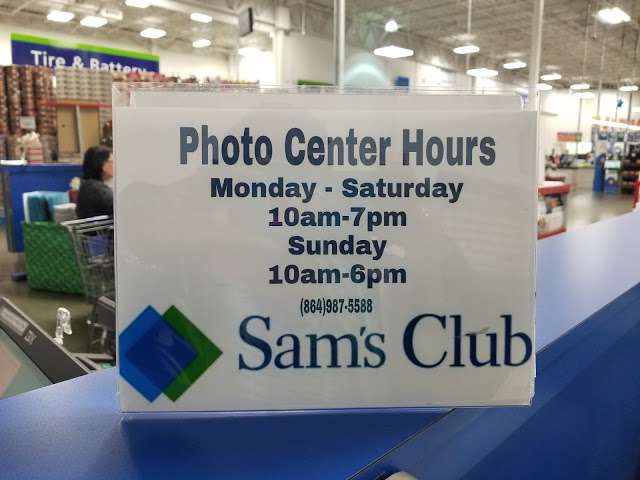 Tire & Battery
Photo Center Hours
Monday - Saturday
10am-7pm
Sunday
10am-6pm
(864)987-5588
Sam's Club